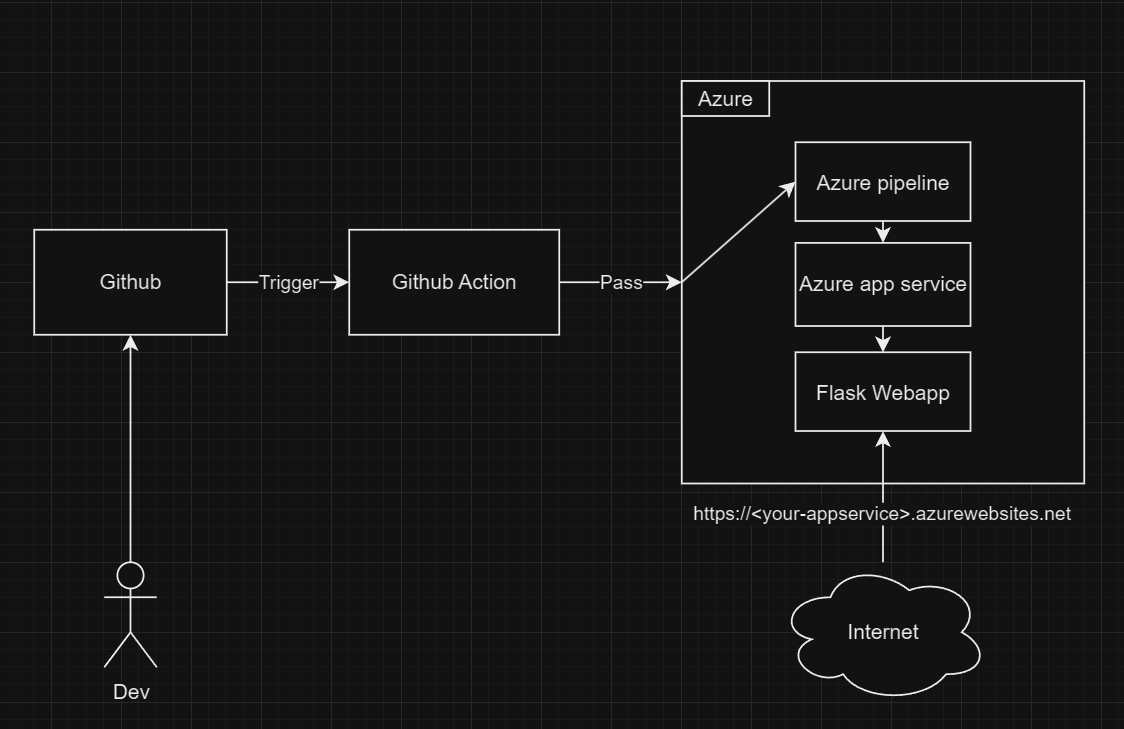 Azure
Azure pipeline
Github
Trigger
Github Action
Pass
Azure app service
Flask Webapp
https://<your-appservice>.azurewebsites.net
Internet
Dev